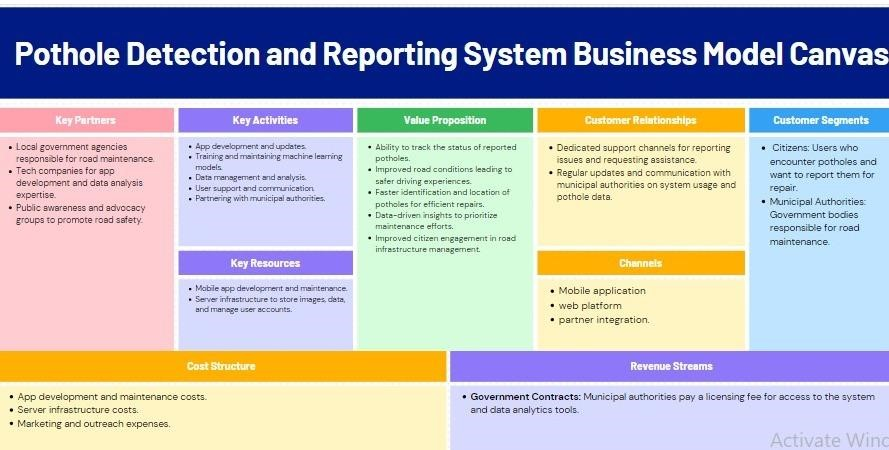 Pothole Detection and Reporting System Business Model Canvas
Key Partners
Local government agencies
responsible for road maintenance.
Tech companies for app
development and data analysis
expertise.
Public awareness and advocacy
groups to promote road safety.
Key Activities
App development and updates.
Training and maintaining machine learning
models.
Data management and analysis.
User support and communication.
Partnering with municipal authorities.
Key Resources
Mobile app development and maintenance.
Server infrastructure to store images, data,
and manage user accounts.
Value Proposition
Ability to track the status of reported
potholes.
Improved road conditions leading to
safer driving experiences.
Faster identification and location of
potholes for efficient repairs.
Data-driven insights to prioritize
maintenance efforts.
Improved citizen engagement in road
infrastructure management.
Customer Relationships
Dedicated support channels for reporting
issues and requesting assistance.
Regular updates and communication with
municipal authorities on system usage and
pothole data.
Channels
Mobile application
web platform
partner integration.
Customer Segments
Citizens: Users who
encounter potholes and
want to report them for
repair.
Municipal Authorities:
Government bodies
responsible for road
maintenance.
Cost Structure
App development and maintenance costs.
Server infrastructure costs.
Marketing and outreach expenses.
Revenue Streams
Government Contracts: Municipal authorities pay a licensing fee for access to the system
and data analytics tools.
Activate Wind